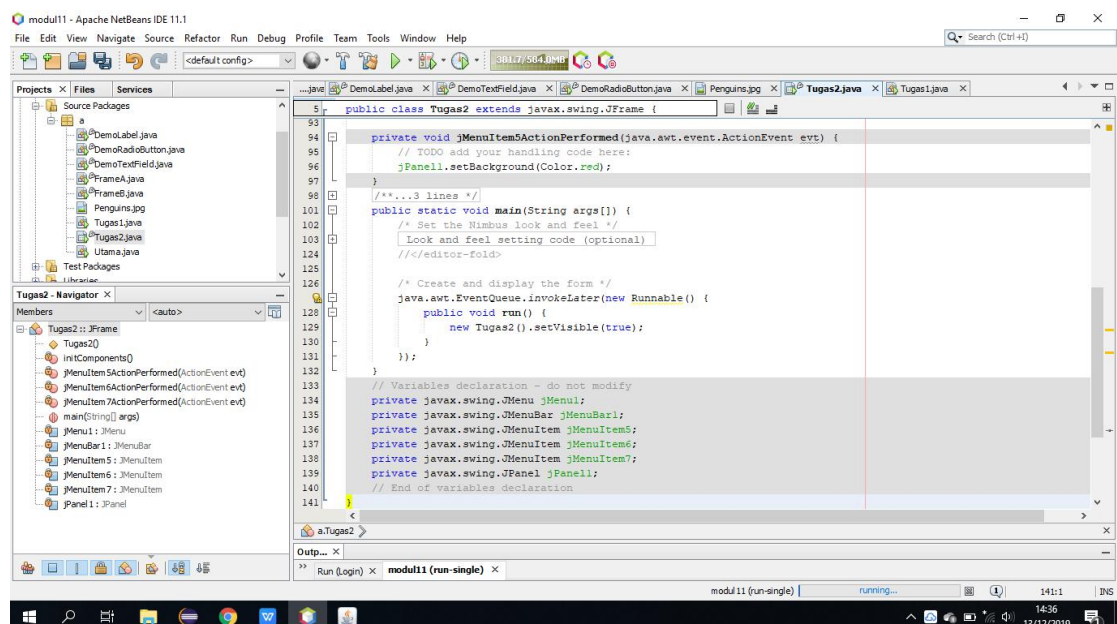 modul11 - Apache NetBeans IDE 11.1
File Edit View Navigate Source Refactor Run Debug Profile Team Tools Window Help
Search (Ctrl+I)
<default config>
381.7/584.0MB
Projects Files Services
Source Packages
a
DemoLabel.java
DemoRadioButton.java
DemoTextField.java
FrameA.java
FrameB.java
Penguins.jpg
Tugas1.java
Tugas2.java
Utama.java
Test Packages
Libraries
Tugas2 - Navigator
Members <auto>
Tugas2 :: JFrame
Tugas2()
initComponents()
jMenuItem5ActionPerformed(ActionEvent evt)
jMenuItem6ActionPerformed(ActionEvent evt)
jMenuItem7ActionPerformed(ActionEvent evt)
main(String[] args)
jMenu1 : JMenu
jMenuBar1 : JMenuBar
jMenuItem5 : JMenuItem
jMenuItem6 : JMenuItem
jMenuItem7 : JMenuItem
jPanel1 : JPanel
...java DemoLabel.java DemoTextField.java DemoRadioButton.java Penguins.jpg Tugas2.java Tugas1.java
5 public class Tugas2 extends javax.swing.JFrame {
93
94 private void jMenuItem5ActionPerformed(java.awt.event.ActionEvent evt) {
95 // TODO add your handling code here:
96 jPanel1.setBackground(Color.red);
97 }
98 /**...3 lines */
101 public static void main(String args[]) {
102 /* Set the Nimbus look and feel */
103 Look and feel setting code (optional)
124 //</editor-fold>
125
126 /* Create and display the form */
java.awt.EventQueue.invokeLater(new Runnable() {
128 public void run() {
129 new Tugas2().setVisible(true);
130 }
131 });
132 }
133 // Variables declaration - do not modify
134 private javax.swing.JMenu jMenu1;
135 private javax.swing.JMenuBar jMenuBar1;
136 private javax.swing.JMenuItem jMenuItem5;
137 private javax.swing.JMenuItem jMenuItem6;
138 private javax.swing.JMenuItem jMenuItem7;
139 private javax.swing.JPanel jPanel1;
140 // End of variables declaration
141 }
a.Tugas2
Outp...
Run (Login) modul11 (run-single)
modul11 (run-single) running... 1 141:1 INS
14:36
13/12/2019